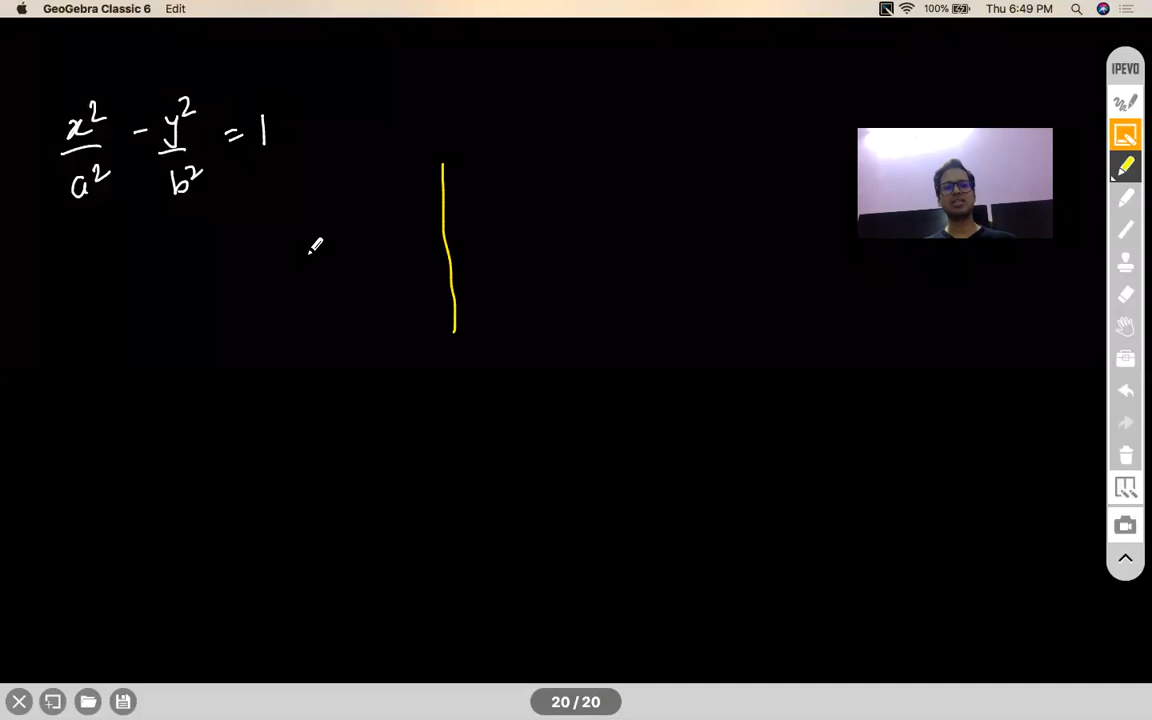 GeoGebra Classic 6 Edit 100% Thu 6:49 PM
IPEVO
x²/a² - y²/b² = 1
20 / 20